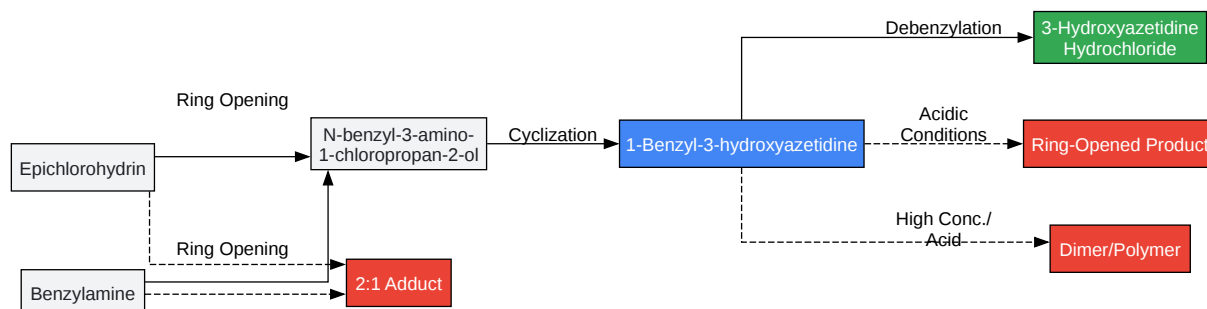 Debenzylation
3-Hydroxyazetidine
Hydrochloride
Ring Opening
N-benzyl-3-amino-
1-chloropropan-2-ol
Cyclization
1-Benzyl-3-hydroxyazetidine
Acidic
Conditions
Ring-Opened Product
Epichlorohydrin
Ring Opening
High Conc./
Acid
Dimer/Polymer
2:1 Adduct
Benzylamine